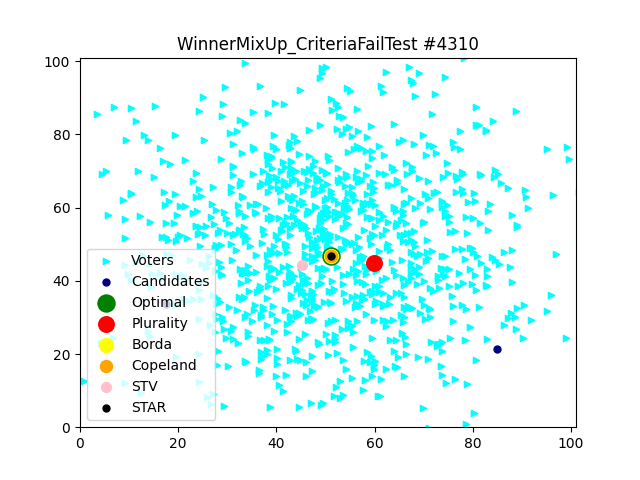 WinnerMixUp_CriteriaFailTest #4310
100
80
60
40
20
0
Voters
Candidates
Optimal
Plurality
Borda
Copeland
STV
STAR
0 20 40 60 80 100